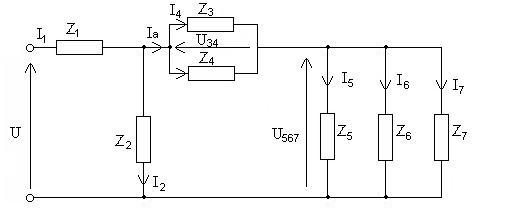 I4 Z3
I1 Z1 Ia
U34
Z4
I5 I6 I7
U Z2 U567 Z5 Z6 Z7
I2